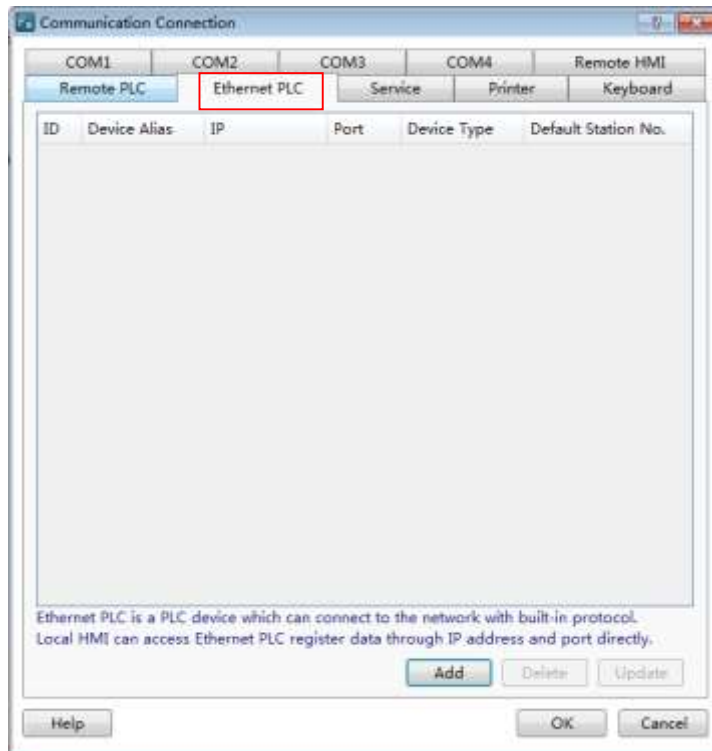 Communication Connection
COM1 COM2 COM3 COM4 Remote HMI
Remote PLC Ethernet PLC Service Printer Keyboard
ID Device Alias IP Port Device Type Default Station No.
Ethernet PLC is a PLC device which can connect to the network with built-in protocol.
Local HMI can access Ethernet PLC register data through IP address and port directly.
Add Delete Update
Help OK Cancel